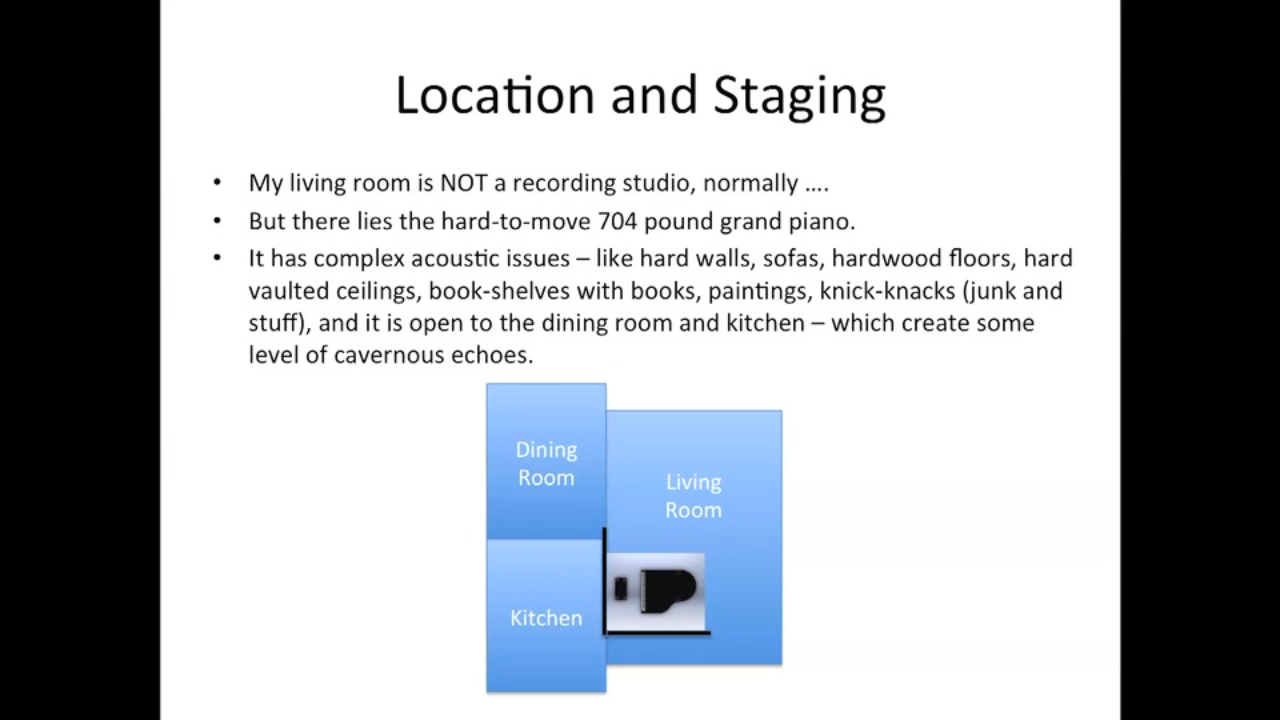 Location and Staging
• My living room is NOT a recording studio, normally ....
• But there lies the hard-to-move 704 pound grand piano.
• It has complex acoustic issues – like hard walls, sofas, hardwood floors, hard
vaulted ceilings, book-shelves with books, paintings, knick-knacks (junk and
stuff), and it is open to the dining room and kitchen – which create some
level of cavernous echoes.
Dining
Room
Living
Room
Kitchen